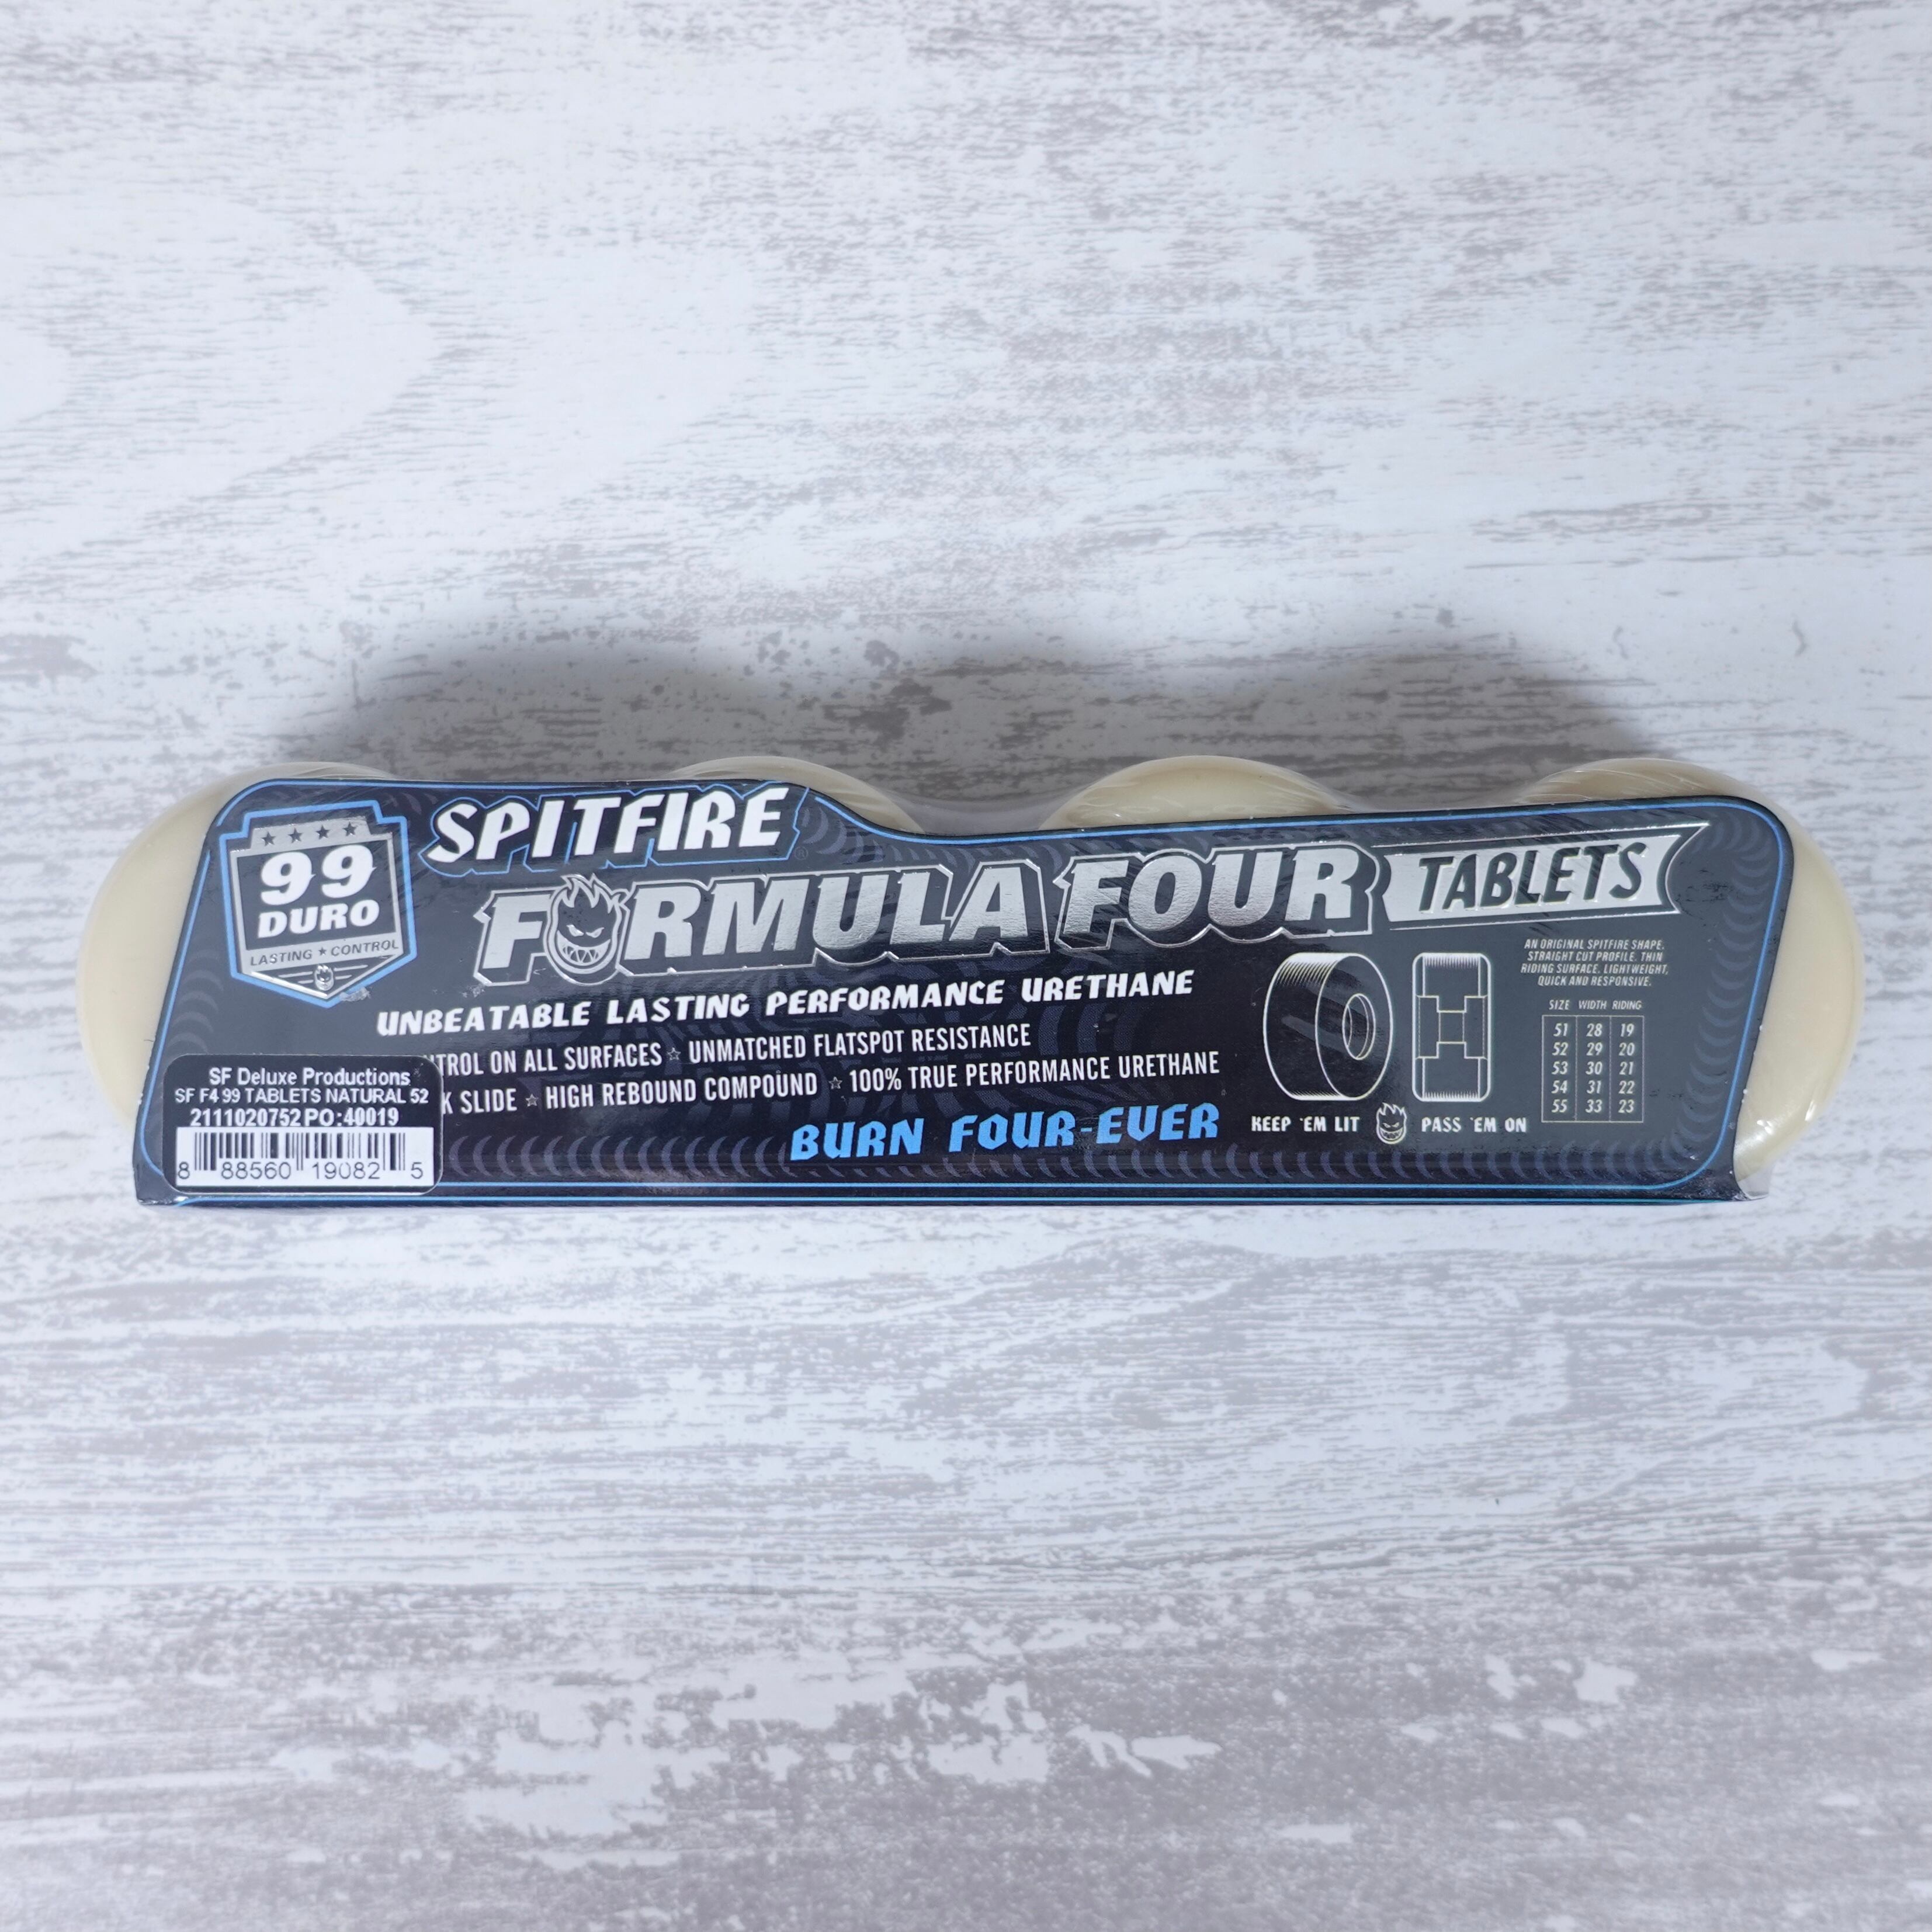 ★ ★ ★ ★
99
DURO
LASTING ★ CONTROL
SPITFIRE
FORMULA FOUR
TABLETS
UNBEATABLE LASTING PERFORMANCE URETHANE
NTROL ON ALL SURFACES ☆ UNMATCHED FLATSPOT RESISTANCE
K SLIDE ☆ HIGH REBOUND COMPOUND ☆ 100% TRUE PERFORMANCE URETHANE
BURN FOUR-EVER
KEEP 'EM LIT PASS 'EM ON
AN ORIGINAL SPITFIRE SHAPE.
STRAIGHT CUT PROFILE. THIN
RIDING SURFACE. LIGHTWEIGHT,
QUICK AND RESPONSIVE.
SIZE WIDTH RIDING
51 28 19
52 29 20
53 30 21
54 31 22
55 33 23
SF Deluxe Productions
SF F4 99 TABLETS NATURAL 52
2111020752 PO:40019
8 88560 19082 5